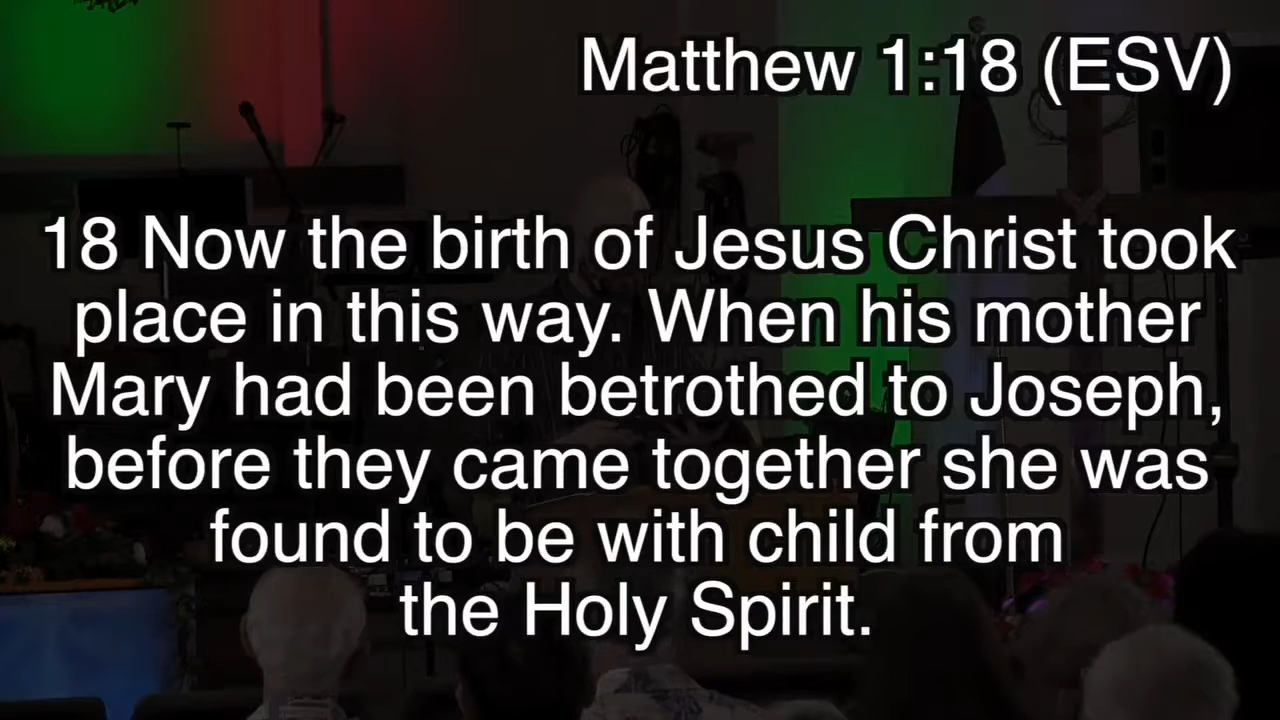 Matthew 1:18 (ESV)
18 Now the birth of Jesus Christ took
place in this way. When his mother
Mary had been betrothed to Joseph,
before they came together she was
found to be with child from
the Holy Spirit.